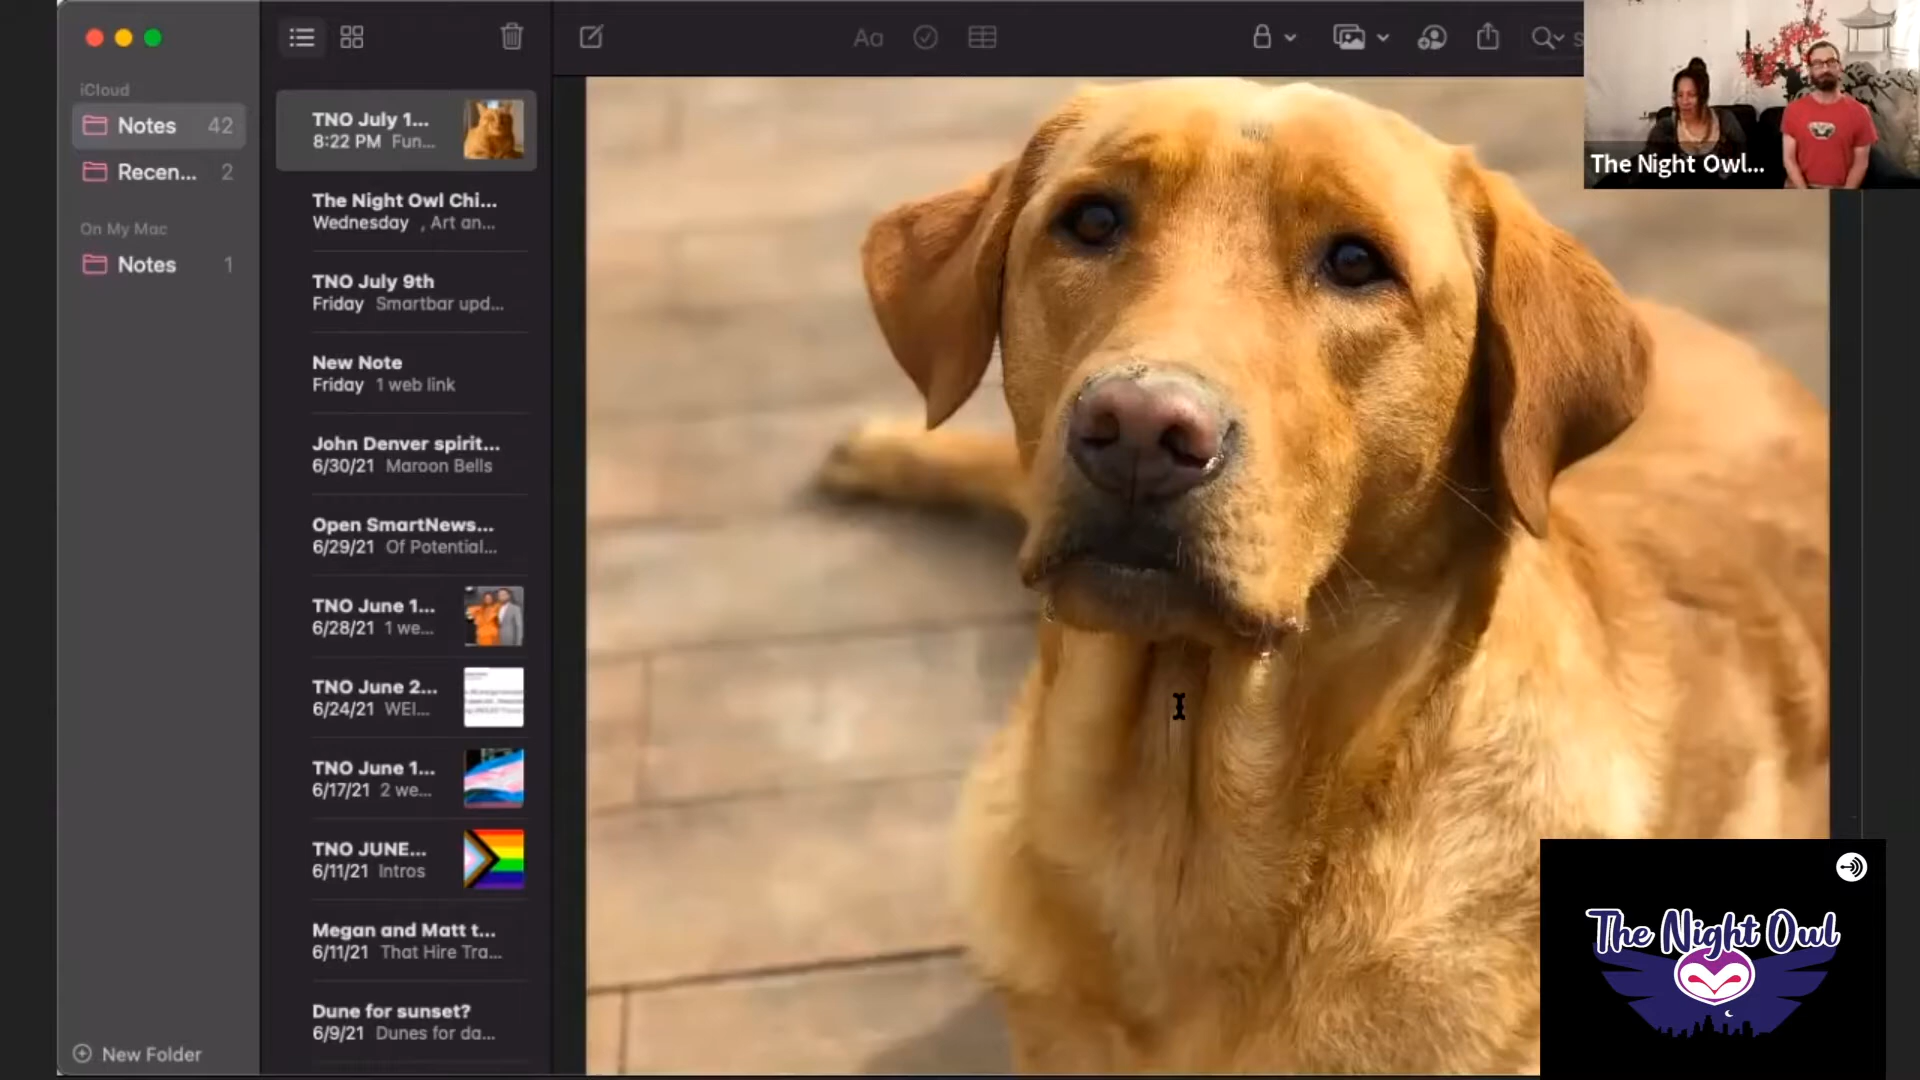 iCloud
Notes 42
Recen... 2
On My Mac
Notes 1
New Folder
TNO July 1...
8:22 PM Fun...
The Night Owl Chi...
Wednesday , Art an...
TNO July 9th
Friday Smartbar upd...
New Note
Friday 1 web link
John Denver spirit...
6/30/21 Maroon Bells
Open SmartNews...
6/29/21 Of Potential...
TNO June 1...
6/28/21 1 we...
TNO June 2...
6/24/21 WEI...
TNO June 1...
6/17/21 2 we...
TNO JUNE...
6/11/21 Intros
Megan and Matt t...
6/11/21 That Hire Tra...
Dune for sunset?
6/9/21 Dunes for da...
Aa
S
The Night Owl...
The Night Owl